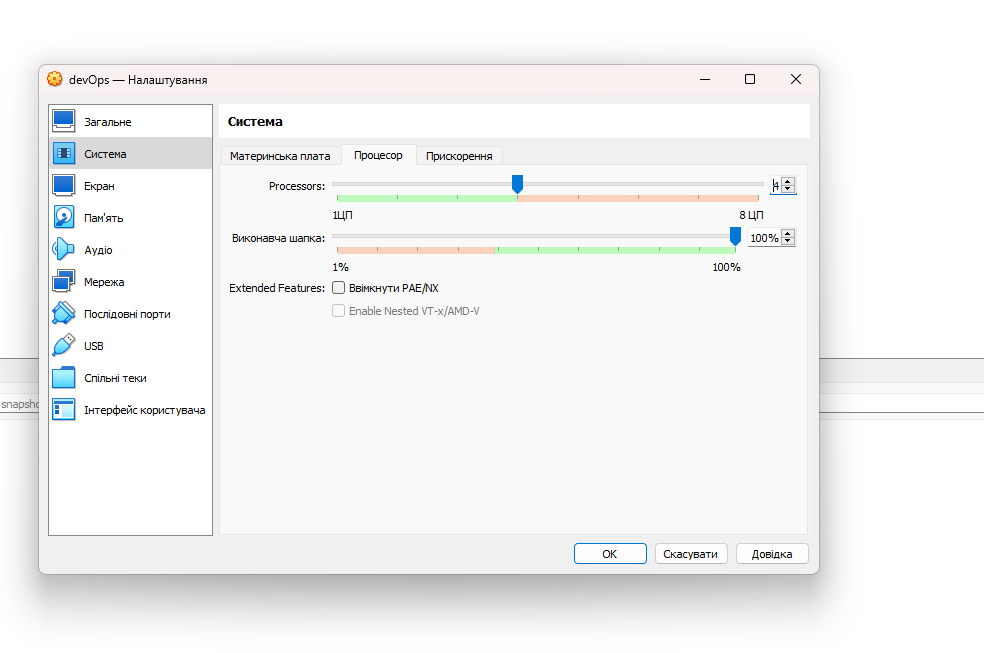 devOps — Налаштування
Загальне
Система
Екран
Пам'ять
Аудіо
Мережа
Послідовні порти
USB
Спільні теки
Інтерфейс користувача
Система
Материнська плата
Процесор
Прискорення
Processors:
4
1ЦП
8 ЦП
Виконавча шапка:
100%
1%
100%
Extended Features:
Ввімкнути PAE/NX
Enable Nested VT-x/AMD-V
OK
Скасувати
Довідка